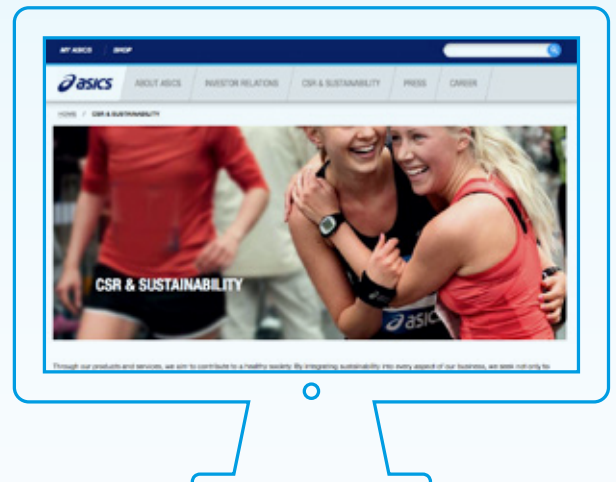 MY ASICS SHOP
asics ABOUT ASICS INVESTOR RELATIONS CSR & SUSTAINABILITY PRESS CAREER
HOME / CSR & SUSTAINABILITY
CSR & SUSTAINABILITY
asics
Through our products and services, we aim to contribute to a healthy society. By integrating sustainability into every aspect of our business, we seek not only to